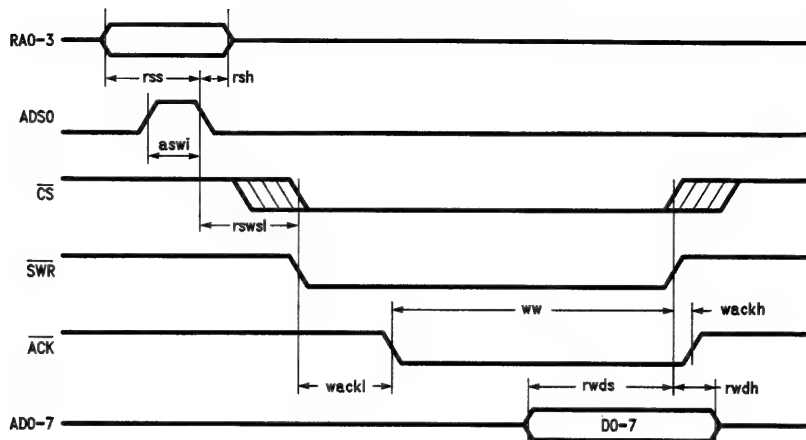 RA0-3
rss
rsh
ADS0
aswi
CS
rswsl
SWR
ww
wackh
ACK
wackl
rwds
rwdh
AD0-7
D0-7